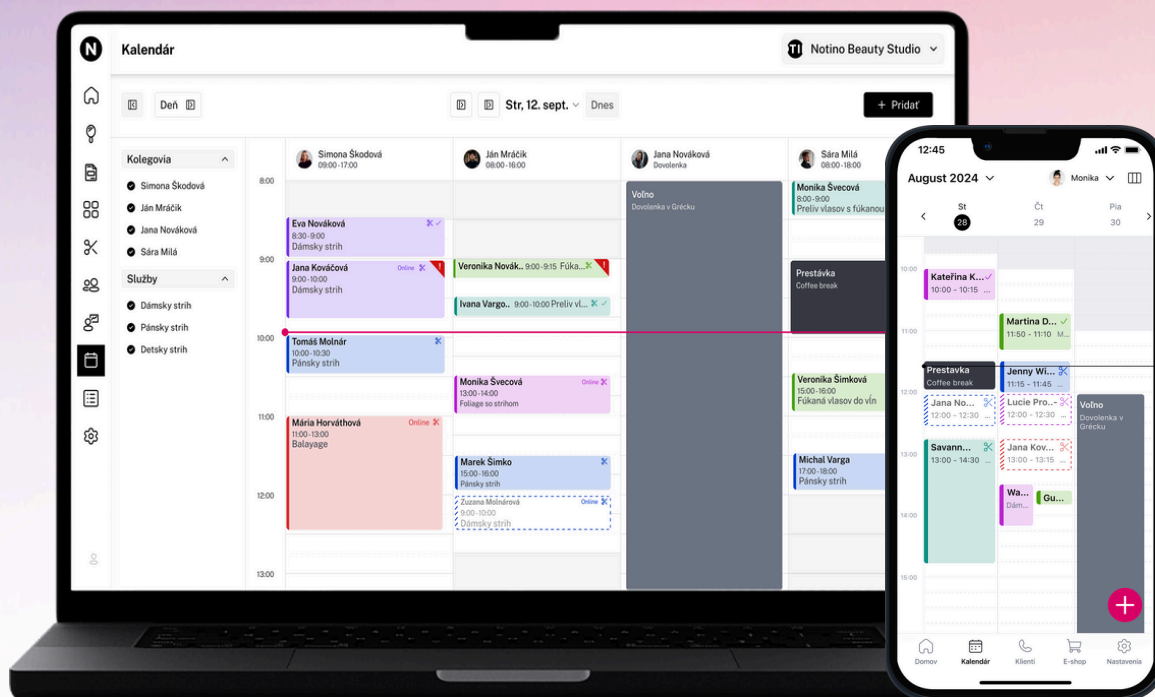 N
Kalendár
TI Notino Beauty Studio
Deň
Str, 12. sept.
Dnes
+ Pridať
Kolegovia
Simona Škodová
Ján Mráčik
Jana Nováková
Sára Milá
Služby
Dámsky strih
Pánsky strih
Detsky strih
8:00
9:00
10:00
11:00
12:00
13:00
Simona Škodová
09:00-17:00
Eva Nováková
8:30-9:00
Dámsky strih
Jana Kováčová
Online
9:00-10:00
Dámsky strih
Tomáš Molnár
10:00-10:30
Pánsky strih
Mária Horváthová
Online
11:00-13:00
Balayage
Ján Mráčik
08:00-16:00
Veronika Novák.. 9:00-9:15 Fúka...
Ivana Vargo.. 9:00-10:00 Preliv vl...
Monika Švecová
Online
13:00-14:00
Foliage so strihom
Marek Šimko
15:00-16:00
Pánsky strih
Zuzana Molnárová
Online
9:00-10:00
Dámsky strih
Jana Nováková
Dovolenka
Voľno
Dovolenka v Grécku
Sára Milá
08:00-18:00
Monika Švecová
8:00-9:00
Preliv vlasov s fúkanou
Prestávka
Coffee break
Veronika Šimková
15:00-16:00
Fúkaná vlasov do vĺn
Michal Varga
17:00-18:00
Pánsky strih
12:45
August 2024
Monika
St
28
Čt
29
Pia
30
10:00
11:00
12:00
13:00
14:00
15:00
Kateřina K...
10:00 - 10:15 ...
Prestavka
Coffee break
Jana No...
12:00 - 12:30 ...
Savann...
13:00 - 14:30 ...
Martina D...
11:50 - 11:10 M...
Jenny Wi...
11:15 - 11:45 ...
Lucie Pro...
12:00 - 12:30 ...
Jana Kov...
13:00 - 13:15 ...
Wa...
Dám...
Gu...
Voľno
Dovolenka v
Grécku
Domov
Kalendár
Klienti
E-shop
Nastavenia